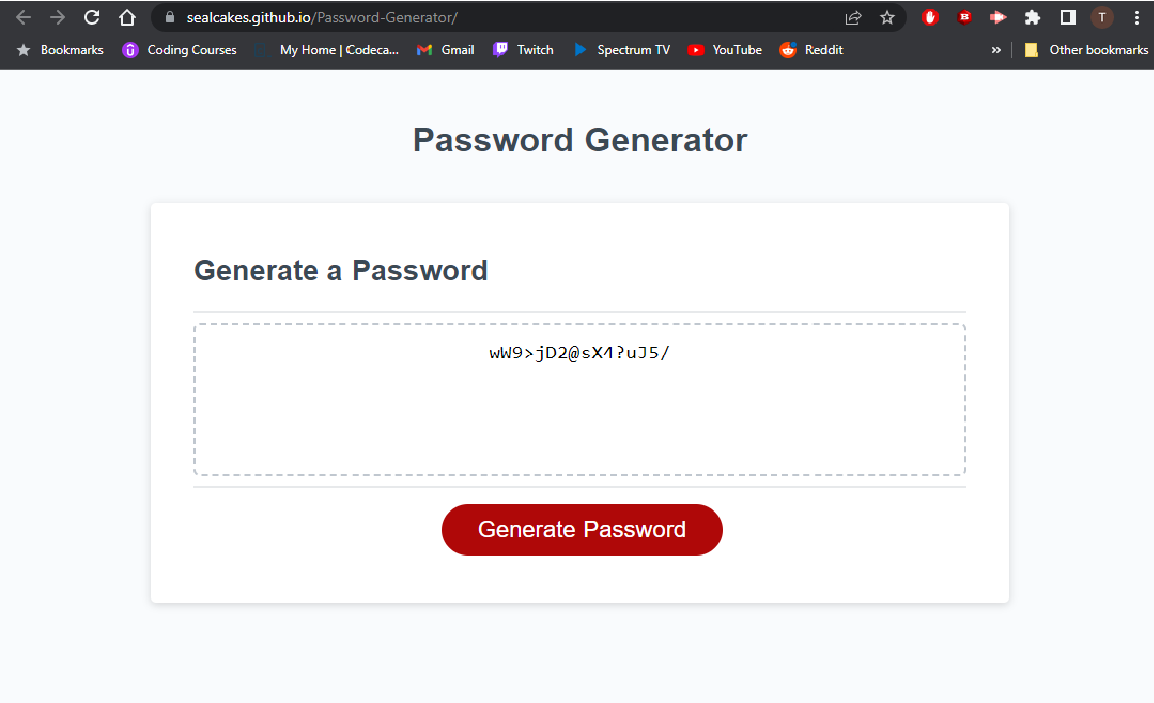 sealcakes.github.io/Password-Generator/
T
Bookmarks Coding Courses My Home | Codeca... Gmail Twitch Spectrum TV YouTube Reddit » Other bookmarks
Password Generator
Generate a Password
wW9>jD2@sX4?uJ5/
Generate Password